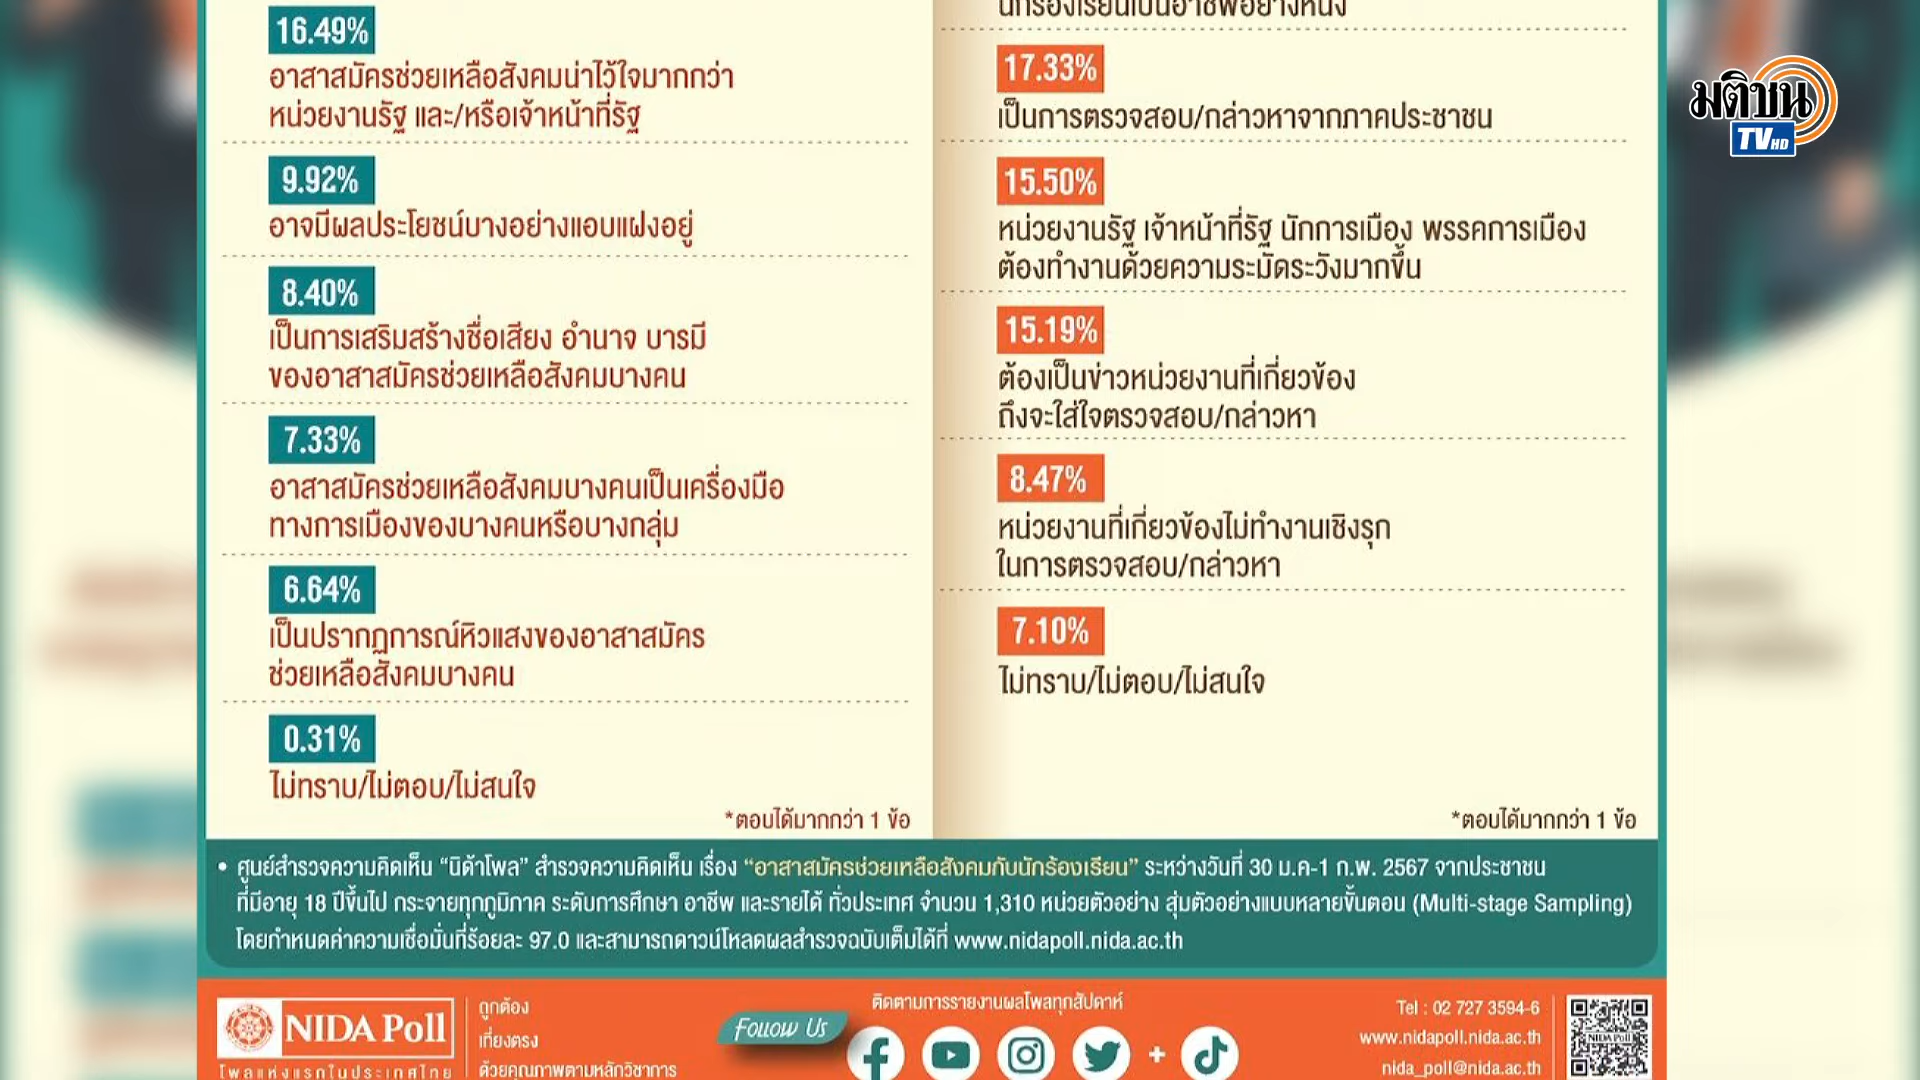 16.49%
อาสาสมัครช่วยเหลือสังคมน่าไว้ใจมากกว่า
หน่วยงานรัฐ และ/หรือเจ้าหน้าที่รัฐ
9.92%
อาจมีผลประโยชน์บางอย่างแอบแฝงอยู่
8.40%
เป็นการเสริมสร้างชื่อเสียง อำนาจ บารมี
ของอาสาสมัครช่วยเหลือสังคมบางคน
7.33%
อาสาสมัครช่วยเหลือสังคมบางคนเป็นเครื่องมือ
ทางการเมืองของบางคนหรือบางกลุ่ม
6.64%
เป็นปรากฏการณ์หิวแสงของอาสาสมัคร
ช่วยเหลือสังคมบางคน
0.31%
ไม่ทราบ/ไม่ตอบ/ไม่สนใจ
*ตอบได้มากกว่า 1 ข้อ
นักร้องเรียนเป็นอาชีพอย่างหนึ่ง
17.33%
เป็นการตรวจสอบ/กล่าวหาจากภาคประชาชน
15.50%
หน่วยงานรัฐ เจ้าหน้าที่รัฐ นักการเมือง พรรคการเมือง
ต้องทำงานด้วยความระมัดระวังมากขึ้น
15.19%
ต้องเป็นข่าวหน่วยงานที่เกี่ยวข้อง
ถึงจะใส่ใจตรวจสอบ/กล่าวหา
8.47%
หน่วยงานที่เกี่ยวข้องไม่ทำงานเชิงรุก
ในการตรวจสอบ/กล่าวหา
7.10%
ไม่ทราบ/ไม่ตอบ/ไม่สนใจ
*ตอบได้มากกว่า 1 ข้อ
มติชน
TV HD
• ศูนย์สำรวจความคิดเห็น “นิด้าโพล” สำรวจความคิดเห็น เรื่อง “อาสาสมัครช่วยเหลือสังคมกับนักร้องเรียน” ระหว่างวันที่ 30 ม.ค-1 ก.พ. 2567 จากประชาชน
ที่มีอายุ 18 ปีขึ้นไป กระจายทุกภูมิภาค ระดับการศึกษา อาชีพ และรายได้ ทั่วประเทศ จำนวน 1,310 หน่วยตัวอย่าง สุ่มตัวอย่างแบบหลายขั้นตอน (Multi-stage Sampling)
โดยกำหนดค่าความเชื่อมั่นที่ร้อยละ 97.0 และสามารถดาวน์โหลดผลสำรวจฉบับเต็มได้ที่ www.nidapoll.nida.ac.th
NIDA Poll
โพลแห่งแรกในประเทศไทย
ถูกต้อง
เที่ยงตรง
ด้วยคุณภาพตามหลักวิชาการ
Follow Us
ติดตามการรายงานผลโพลทุกสัปดาห์
+
Tel : 02 727 3594-6
www.nidapoll.nida.ac.th
nida_poll@nida.ac.th
NIDA Poll